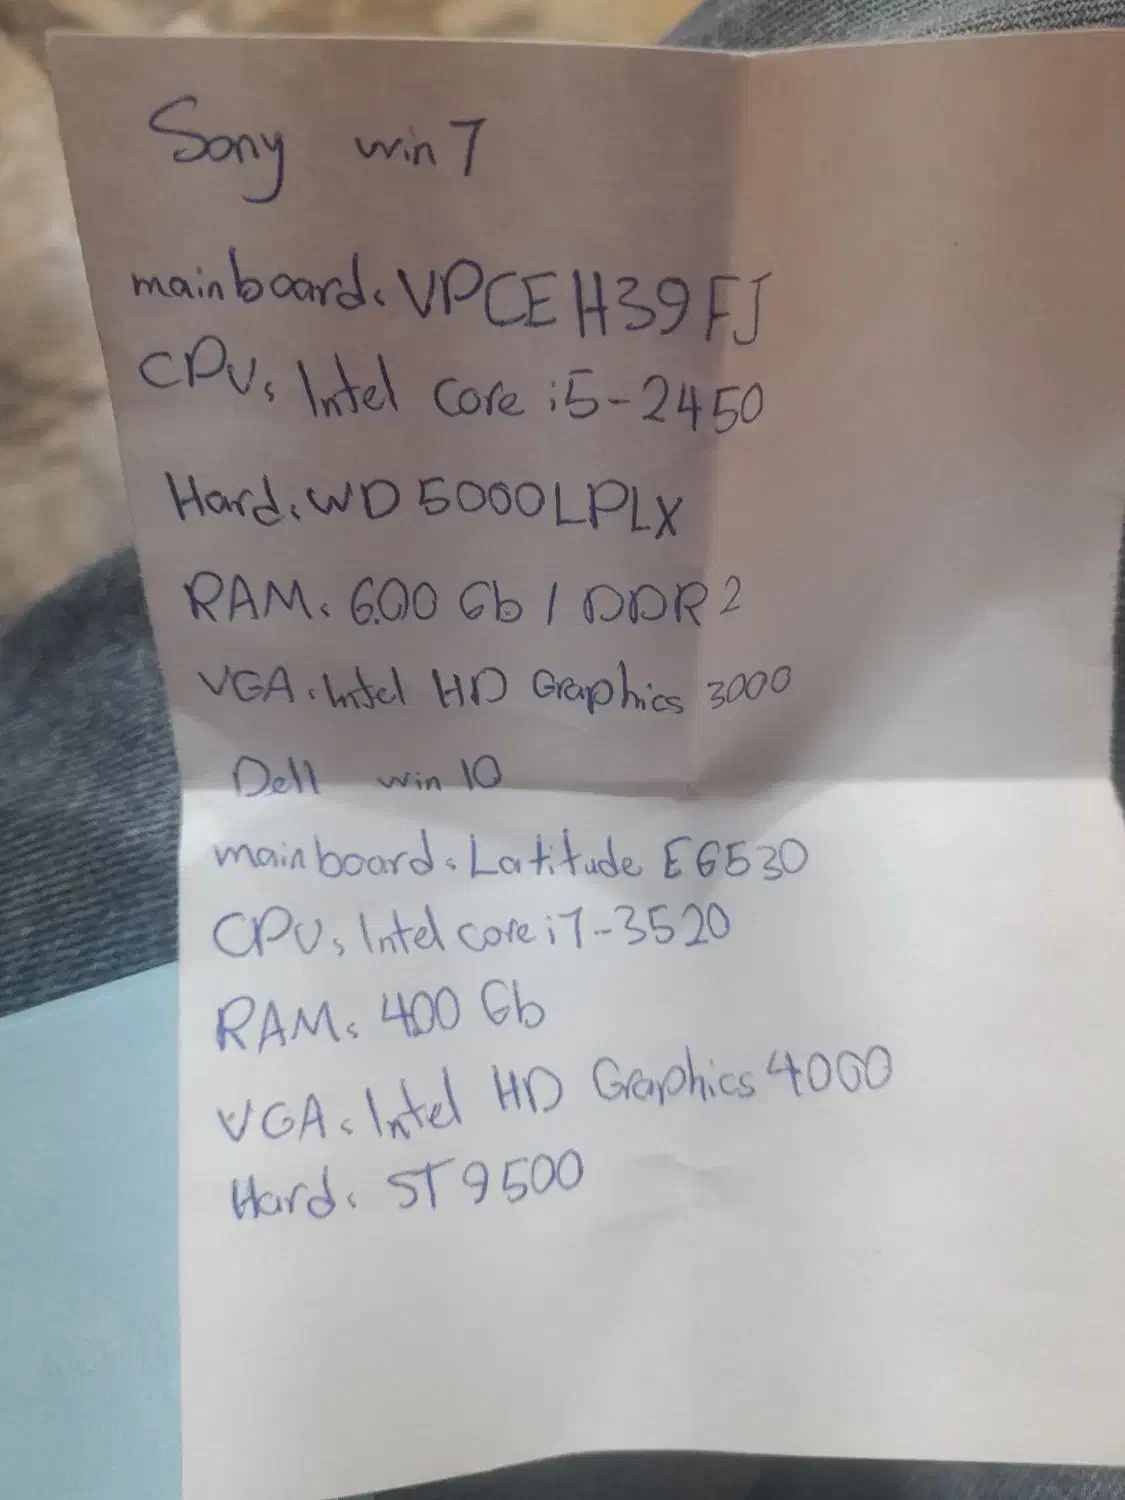 Sony win 7
mainboard: VPCEH39FJ
CPU: Intel Core i5-2450
Hard: WD5000LPLX
RAM: 6.00 Gb / DDR2
VGA: Intel HD Graphics 3000
Dell win 10
mainboard: Latitude E6530
CPU: Intel core i7-3520
RAM: 4.00 Gb
VGA: Intel HD Graphics 4000
Hard: ST9500